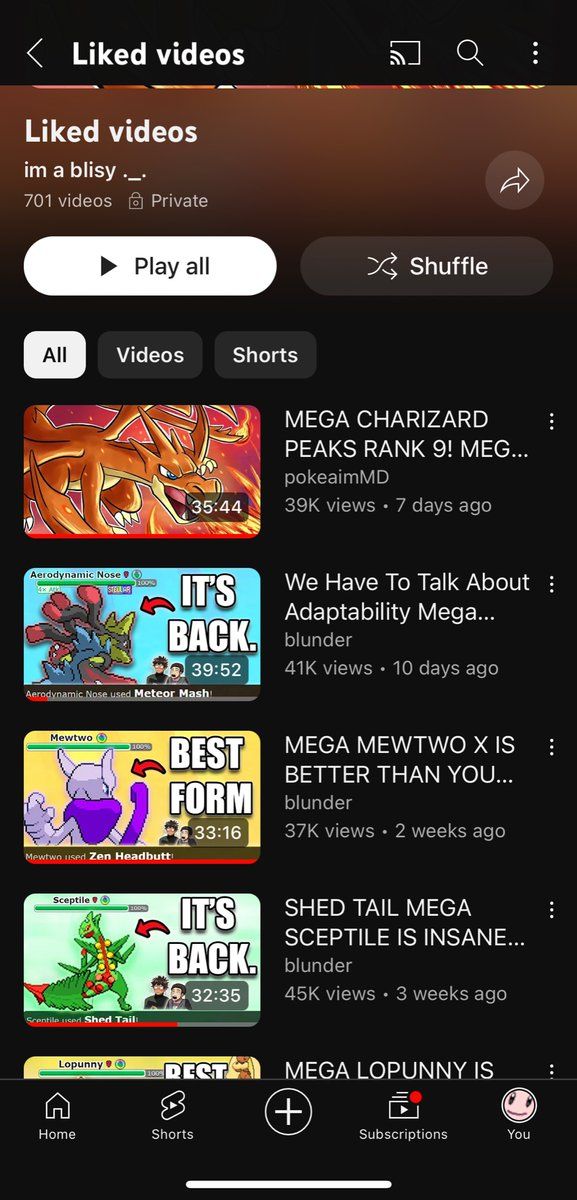 Liked videos
Liked videos
im a blisy ._.
701 videos Private
Play all
Shuffle
All
Videos
Shorts
35:44
MEGA CHARIZARD
PEAKS RANK 9! MEG...
pokeaimMD
39K views • 7 days ago
Aerodynamic Nose
100%
4x Atk
IT'S
BACK.
39:52
Aerodynamic Nose used Meteor Mash!
We Have To Talk About
Adaptability Mega...
blunder
41K views • 10 days ago
Mewtwo
100%
BEST
FORM
33:16
Mewtwo used Zen Headbutt!
MEGA MEWTWO X IS
BETTER THAN YOU...
blunder
37K views • 2 weeks ago
Sceptile
100%
IT'S
BACK.
32:35
Sceptile used Shed Tail!
SHED TAIL MEGA
SCEPTILE IS INSANE...
blunder
45K views • 3 weeks ago
Lopunny
100%
BEST
MEGA LOPUNNY IS
Home
Shorts
Subscriptions
You